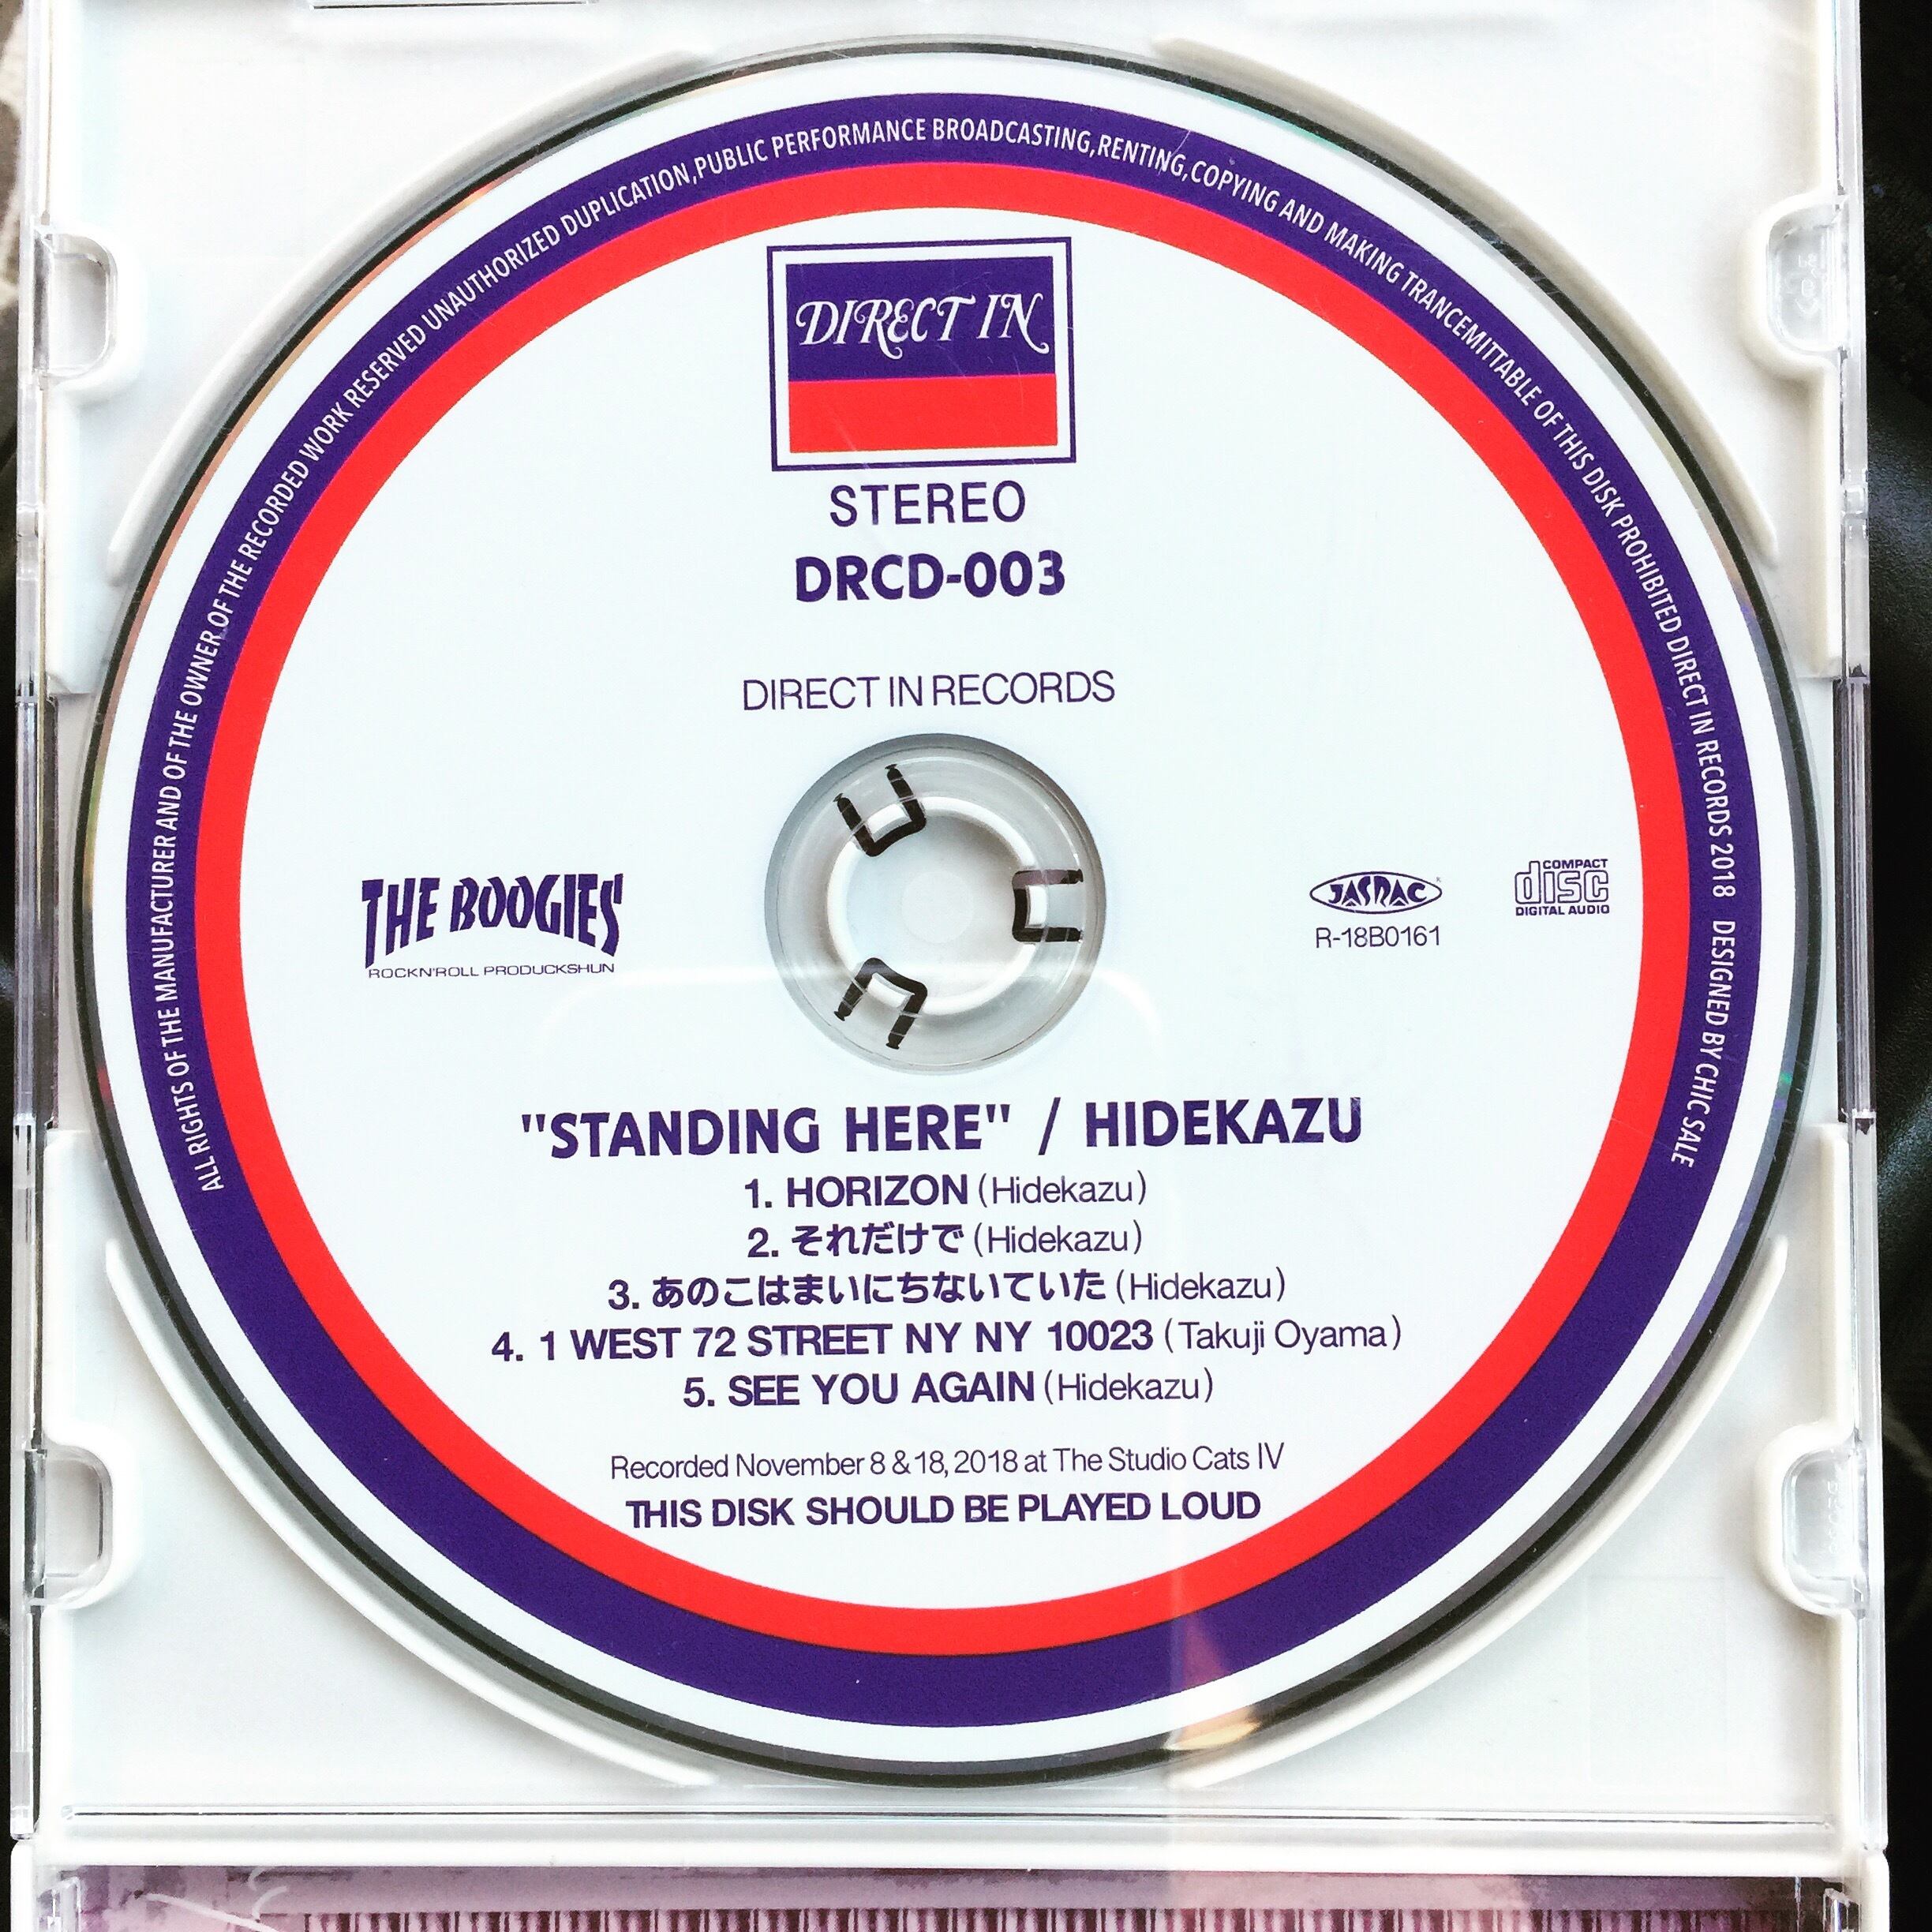 ALL RIGHTS OF THE MANUFACTURER AND OF THE OWNER OF THE RECORDED WORK RESERVED UNAUTHORIZED DUPLICATION,PUBLIC PERFORMANCE BROADCASTING,RENTING,COPYING AND MAKING TRANCEMITTABLE OF THIS DISK PROHIBITED DIRECT IN RECORDS 2018 DESIGNED BY CHIC SALE
DIRECT IN
STEREO
DRCD-003
DIRECT IN RECORDS
THE BOOGIES
ROCKN'ROLL PRODUCKSHUN
JASRAC
R-18B0161
COMPACT
disc
DIGITAL AUDIO
"STANDING HERE" / HIDEKAZU
1. HORIZON (Hidekazu)
2. それだけで (Hidekazu)
3. あのこはまいにちないていた (Hidekazu)
4. 1 WEST 72 STREET NY NY 10023 (Takuji Oyama)
5. SEE YOU AGAIN (Hidekazu)
Recorded November 8 & 18, 2018 at The Studio Cats IV
THIS DISK SHOULD BE PLAYED LOUD